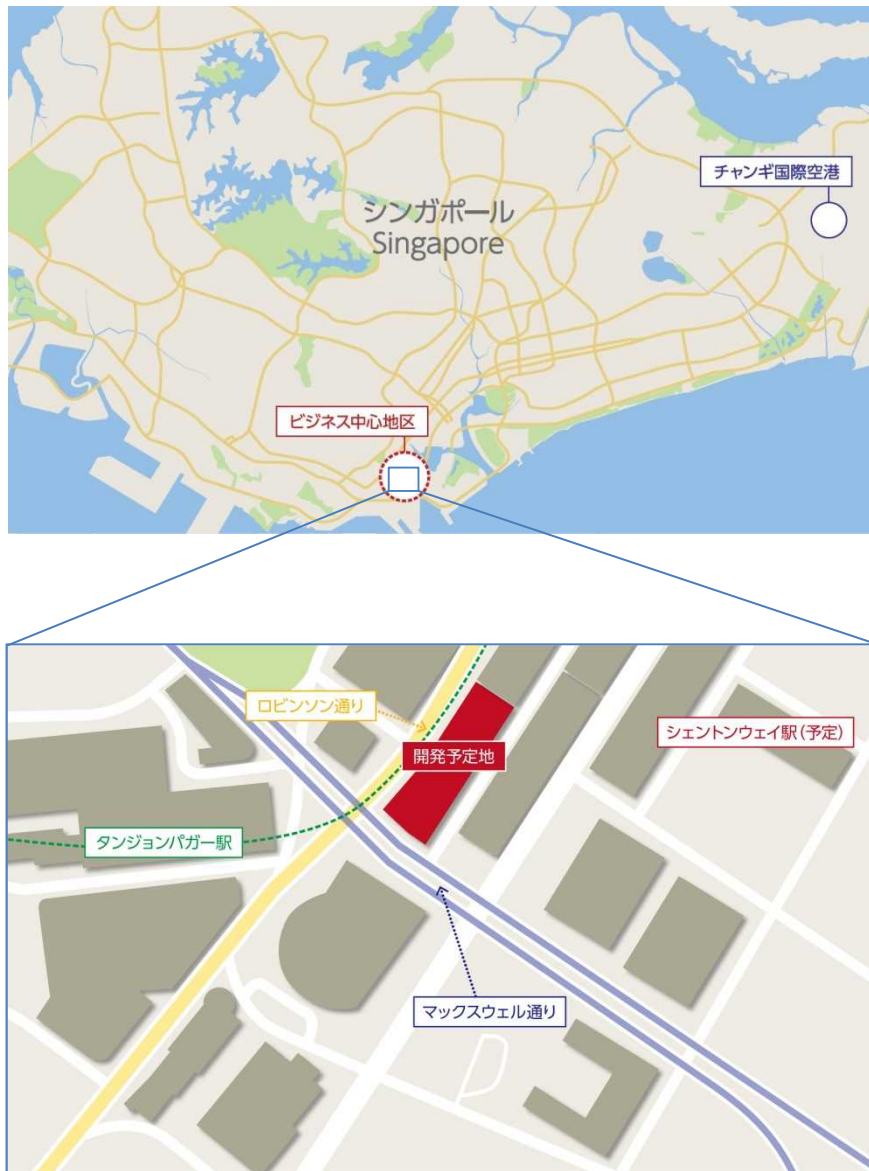 チャンギ国際空港
シンガポール
Singapore
ビジネス中心地区
ロビンソン通り
シェントンウェイ駅(予定)
開発予定地
タンジョンパガー駅
マックスウェル通り